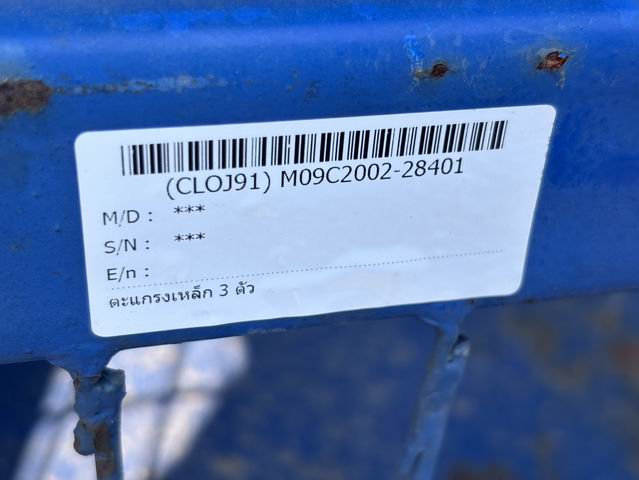 (CLOJ91) M09C2002-28401
M/D : ***
S/N : ***
E/n :
ตะแกรงเหล็ก 3 ตัว